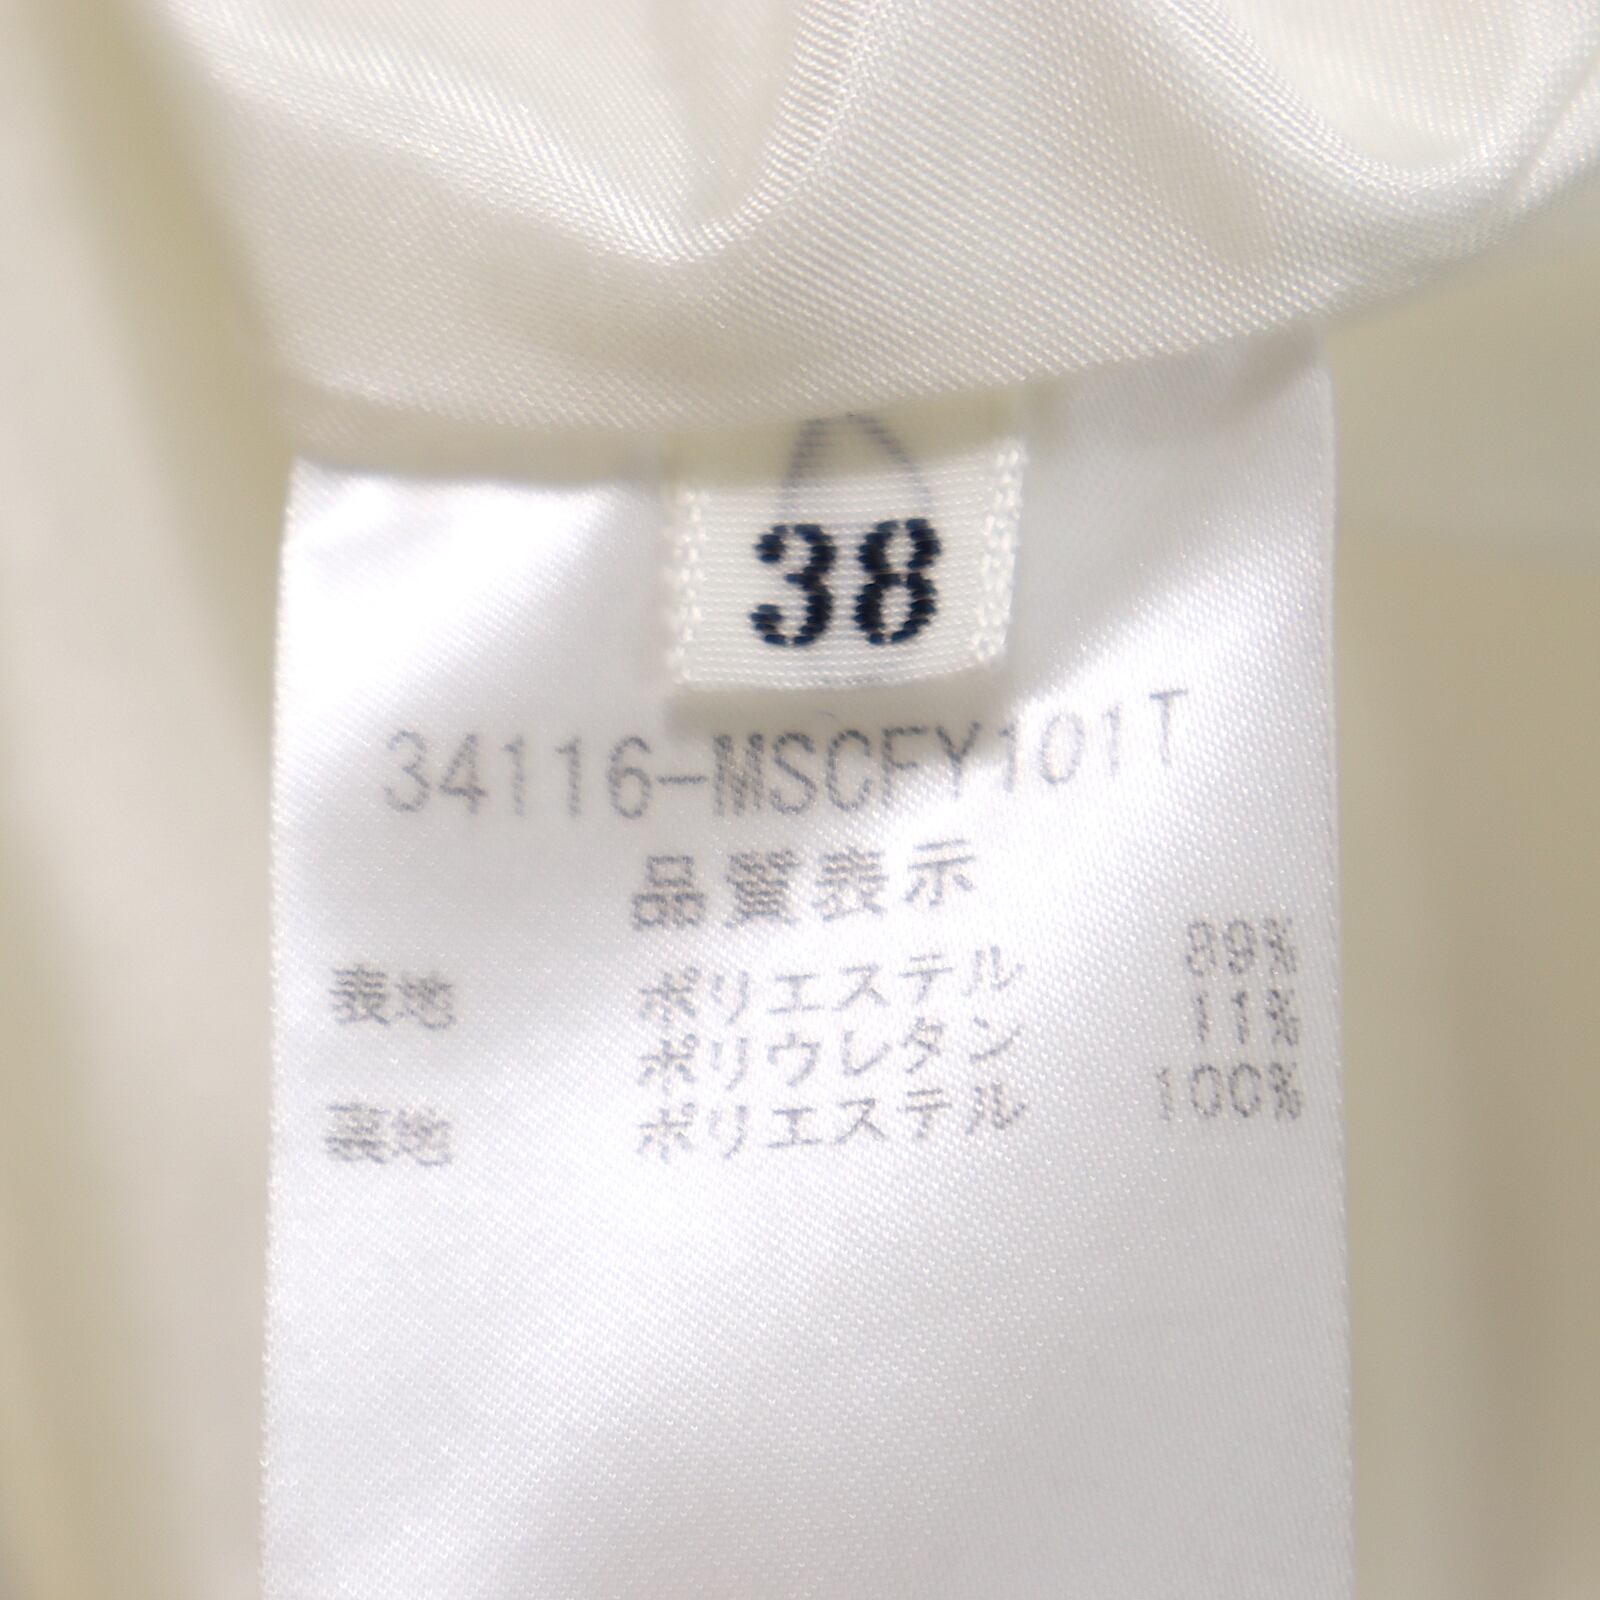 38
34116-MSCFY101T
品質表示
表地 ポリエステル 89%
ポリウレタン 11%
裏地 ポリエステル 100%